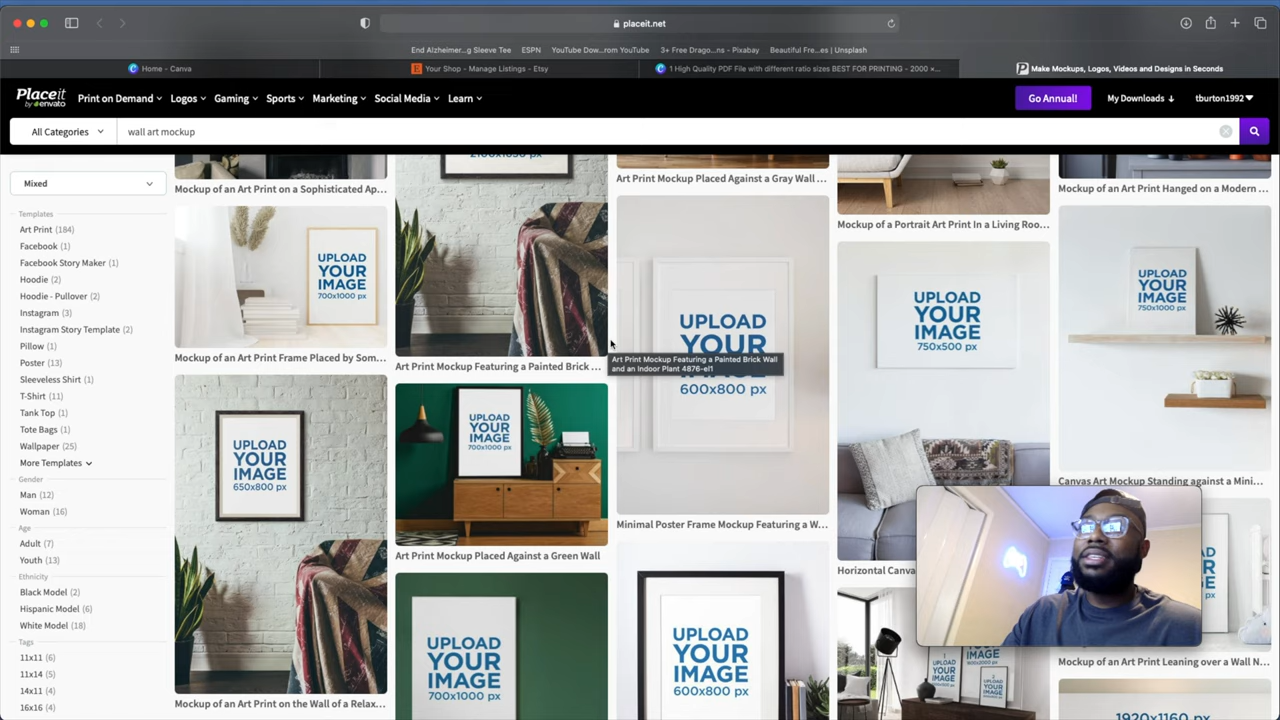 placeit.net
End Alzheimer...g Sleeve Tee
ESPN
YouTube Dow...rom YouTube
3+ Free Drago...ns - Pixabay
Beautiful Fre...es | Unsplash
Home - Canva
Your Shop - Manage Listings - Etsy
1 High Quality PDF File with different ratio sizes BEST FOR PRINTING - 2000 ×...
Make Mockups, Logos, Videos and Designs in Seconds
Placeit
by envato
Print on Demand
Logos
Gaming
Sports
Marketing
Social Media
Learn
Go Annual!
My Downloads
tburton1992
All Categories
wall art mockup
Mixed
Templates
Art Print (184)
Facebook (1)
Facebook Story Maker (1)
Hoodie (2)
Hoodie - Pullover (2)
Instagram (3)
Instagram Story Template (2)
Pillow (1)
Poster (13)
Sleeveless Shirt (1)
T-Shirt (11)
Tank Top (1)
Tote Bags (1)
Wallpaper (25)
More Templates
Gender
Man (12)
Woman (16)
Age
Adult (7)
Youth (13)
Ethnicity
Black Model (2)
Hispanic Model (6)
White Model (18)
Tags
11x11 (6)
11x14 (5)
14x11 (4)
16x16 (4)
Mockup of an Art Print on a Sophisticated Ap...
UPLOAD
YOUR
IMAGE
700x1000 px
Mockup of an Art Print Frame Placed by Som...
UPLOAD
YOUR
IMAGE
650x800 px
Mockup of an Art Print on the Wall of a Relax...
Art Print Mockup Featuring a Painted Brick ...
UPLOAD
YOUR
IMAGE
700x1000 px
Art Print Mockup Placed Against a Green Wall
UPLOAD
YOUR
IMAGE
700x1000 px
Art Print Mockup Placed Against a Gray Wall ...
UPLOAD
YOUR
Art Print Mockup Featuring a Painted Brick Wall
and an Indoor Plant 4876-el1
600x800 px
Minimal Poster Frame Mockup Featuring a W...
UPLOAD
YOUR
IMAGE
600x800 px
Mockup of a Portrait Art Print In a Living Roo...
UPLOAD
YOUR
IMAGE
750x500 px
Horizontal Canva
Mockup of an Art Print Hanged on a Modern ...
UPLOAD
YOUR
IMAGE
750x1000 px
Canvas Art Mockup Standing against a Mini...
Mockup of an Art Print Leaning over a Wall N...
1920x1160 px